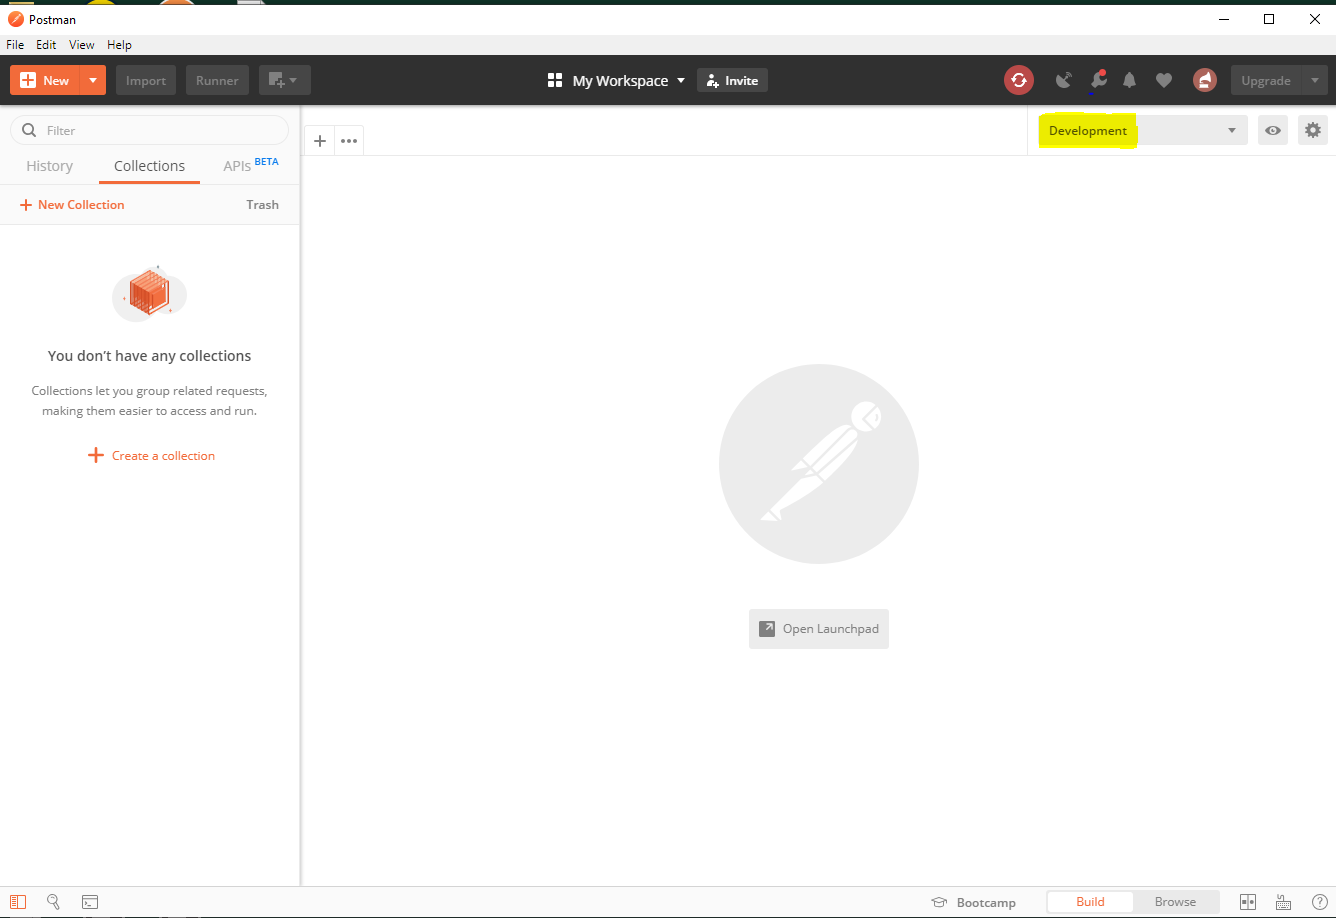 Postman
File Edit View Help
New Import Runner My Workspace Invite Upgrade
Filter
Development
History Collections APIs BETA
+ New Collection Trash
You don't have any collections
Collections let you group related requests,
making them easier to access and run.
+ Create a collection
Open Launchpad
Bootcamp Build Browse